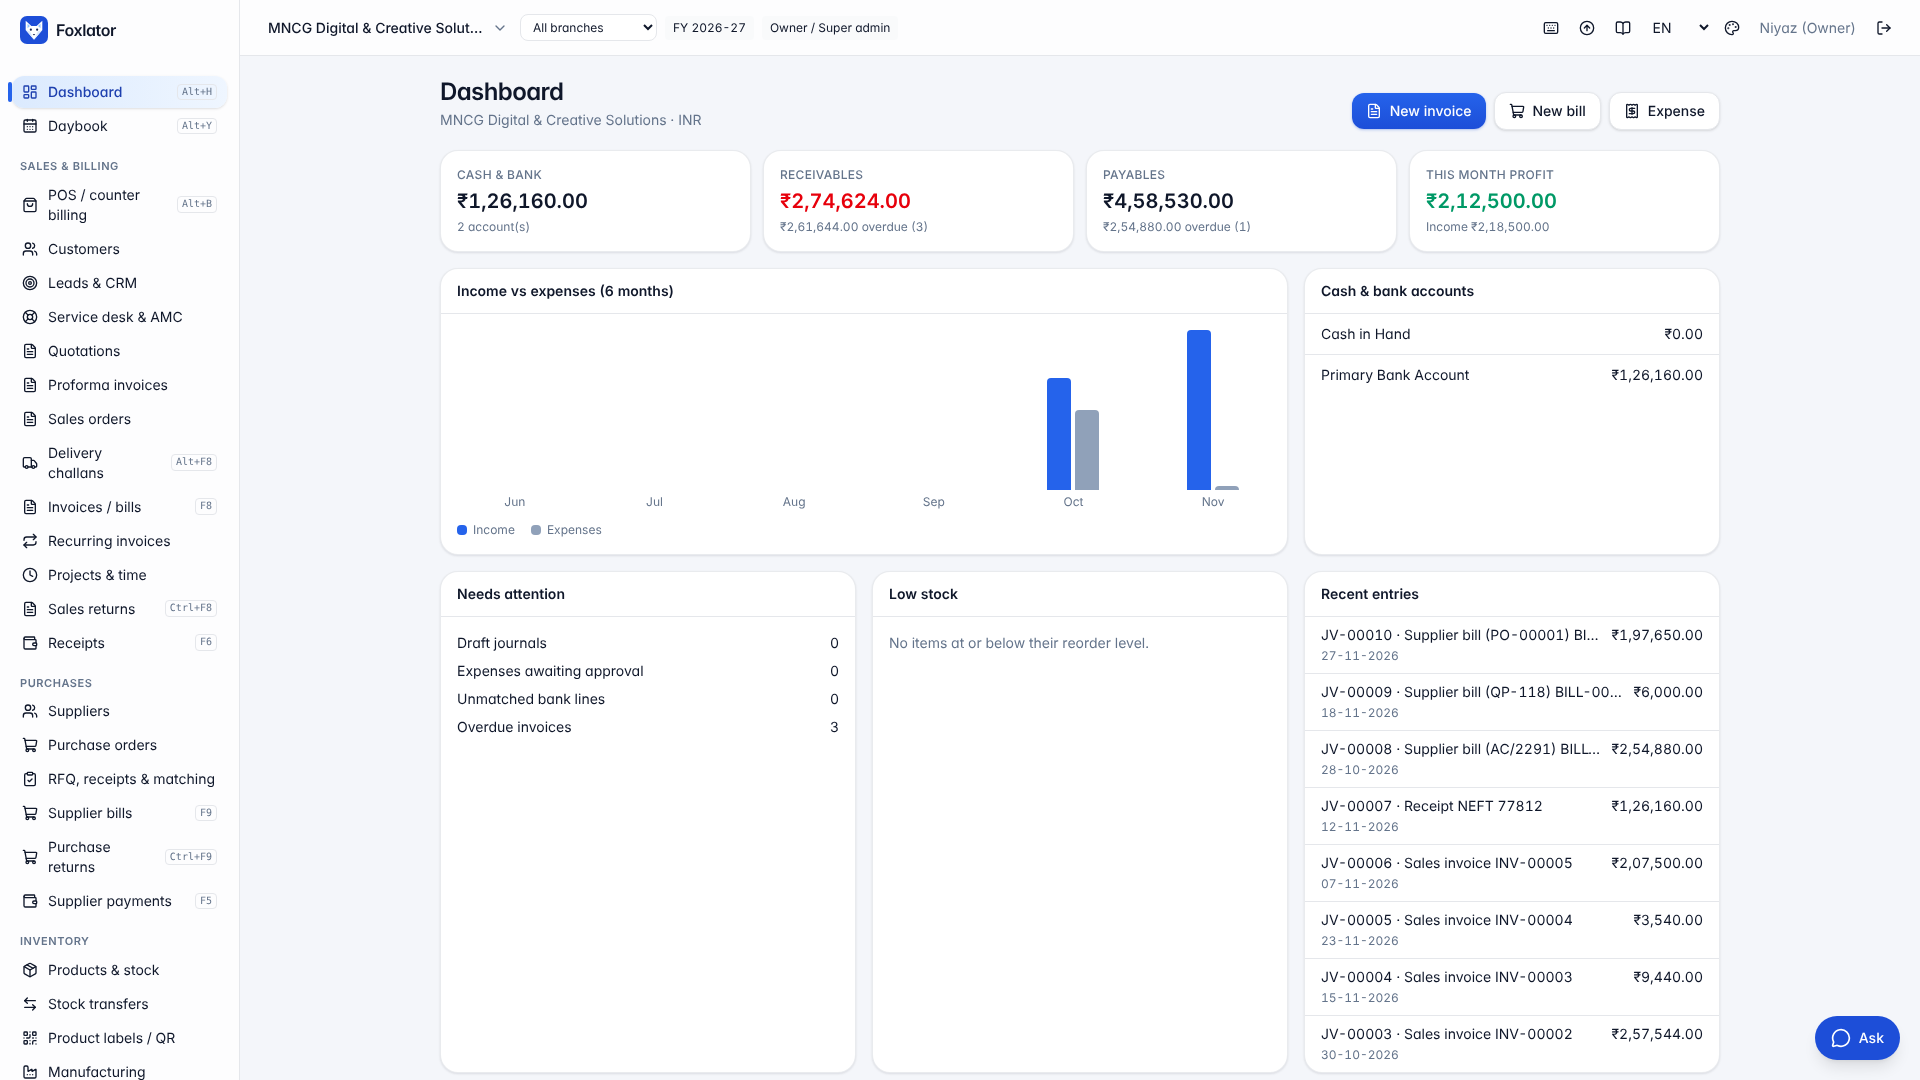 Foxlator
MNCG Digital & Creative Solut...
All branches
FY 2026-27
Owner / Super admin
EN
Niyaz (Owner)
Dashboard
Alt+H
Daybook
Alt+Y
SALES & BILLING
POS / counter
billing
Alt+B
Customers
Leads & CRM
Service desk & AMC
Quotations
Proforma invoices
Sales orders
Delivery
challans
Alt+F8
Invoices / bills
F8
Recurring invoices
Projects & time
Sales returns
Ctrl+F8
Receipts
F6
PURCHASES
Suppliers
Purchase orders
RFQ, receipts & matching
Supplier bills
F9
Purchase
returns
Ctrl+F9
Supplier payments
F5
INVENTORY
Products & stock
Stock transfers
Product labels / QR
Manufacturing
Dashboard
MNCG Digital & Creative Solutions · INR
New invoice
New bill
Expense
CASH & BANK
₹1,26,160.00
2 account(s)
RECEIVABLES
₹2,74,624.00
₹2,61,644.00 overdue (3)
PAYABLES
₹4,58,530.00
₹2,54,880.00 overdue (1)
THIS MONTH PROFIT
₹2,12,500.00
Income ₹2,18,500.00
Income vs expenses (6 months)
Jun
Jul
Aug
Sep
Oct
Nov
Income
Expenses
Cash & bank accounts
Cash in Hand
₹0.00
Primary Bank Account
₹1,26,160.00
Needs attention
Draft journals
0
Expenses awaiting approval
0
Unmatched bank lines
0
Overdue invoices
3
Low stock
No items at or below their reorder level.
Recent entries
JV-00010 · Supplier bill (PO-00001) BI...
₹1,97,650.00
27-11-2026
JV-00009 · Supplier bill (QP-118) BILL-00...
₹6,000.00
18-11-2026
JV-00008 · Supplier bill (AC/2291) BILL...
₹2,54,880.00
28-10-2026
JV-00007 · Receipt NEFT 77812
₹1,26,160.00
12-11-2026
JV-00006 · Sales invoice INV-00005
₹2,07,500.00
07-11-2026
JV-00005 · Sales invoice INV-00004
₹3,540.00
23-11-2026
JV-00004 · Sales invoice INV-00003
₹9,440.00
15-11-2026
JV-00003 · Sales invoice INV-00002
₹2,57,544.00
30-10-2026
Ask